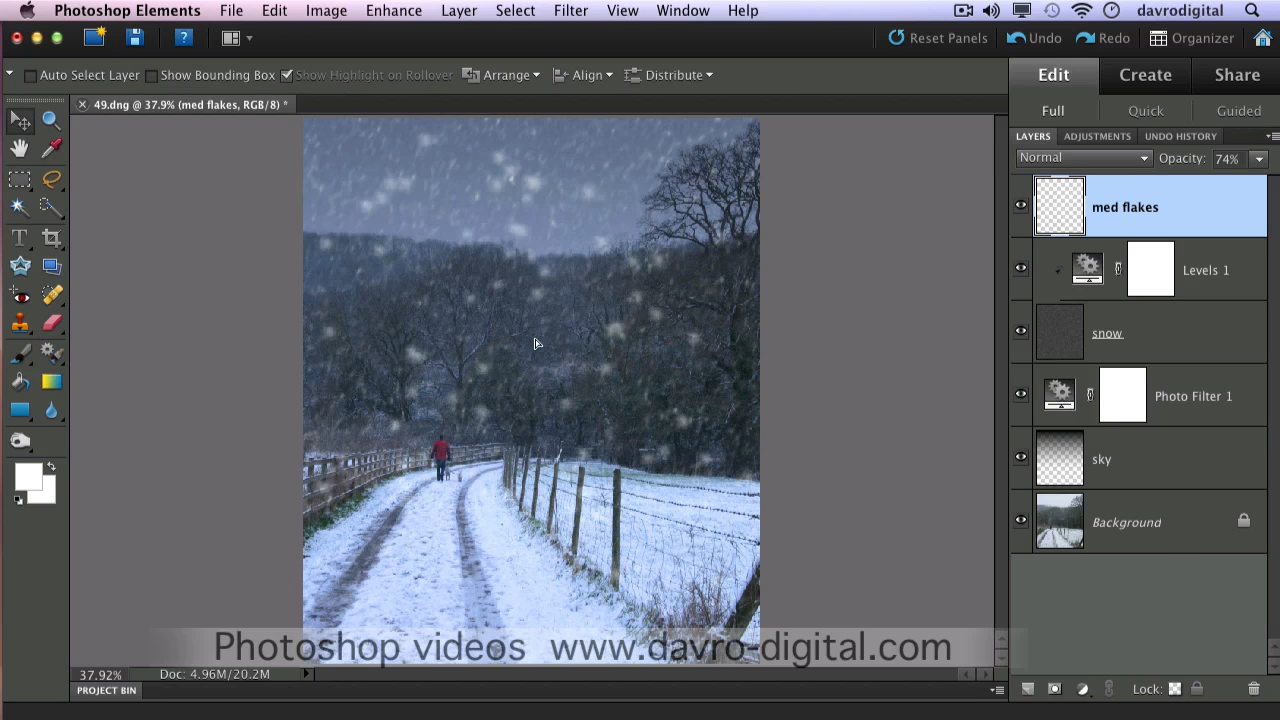 Photoshop Elements File Edit Image Enhance Layer Select Filter View Window Help davrodigital
Reset Panels Undo Redo Organizer
Auto Select Layer Show Bounding Box Show Highlight on Rollover Arrange Align Distribute
Edit Create Share
49.dng @ 37.9% (med flakes, RGB/8) *
Full Quick Guided
LAYERS ADJUSTMENTS UNDO HISTORY
Normal Opacity: 74%
med flakes
Levels 1
snow
Photo Filter 1
sky
Background
Photoshop videos www.davro-digital.com
37.92% Doc: 4.96M/20.2M
PROJECT BIN
Lock: